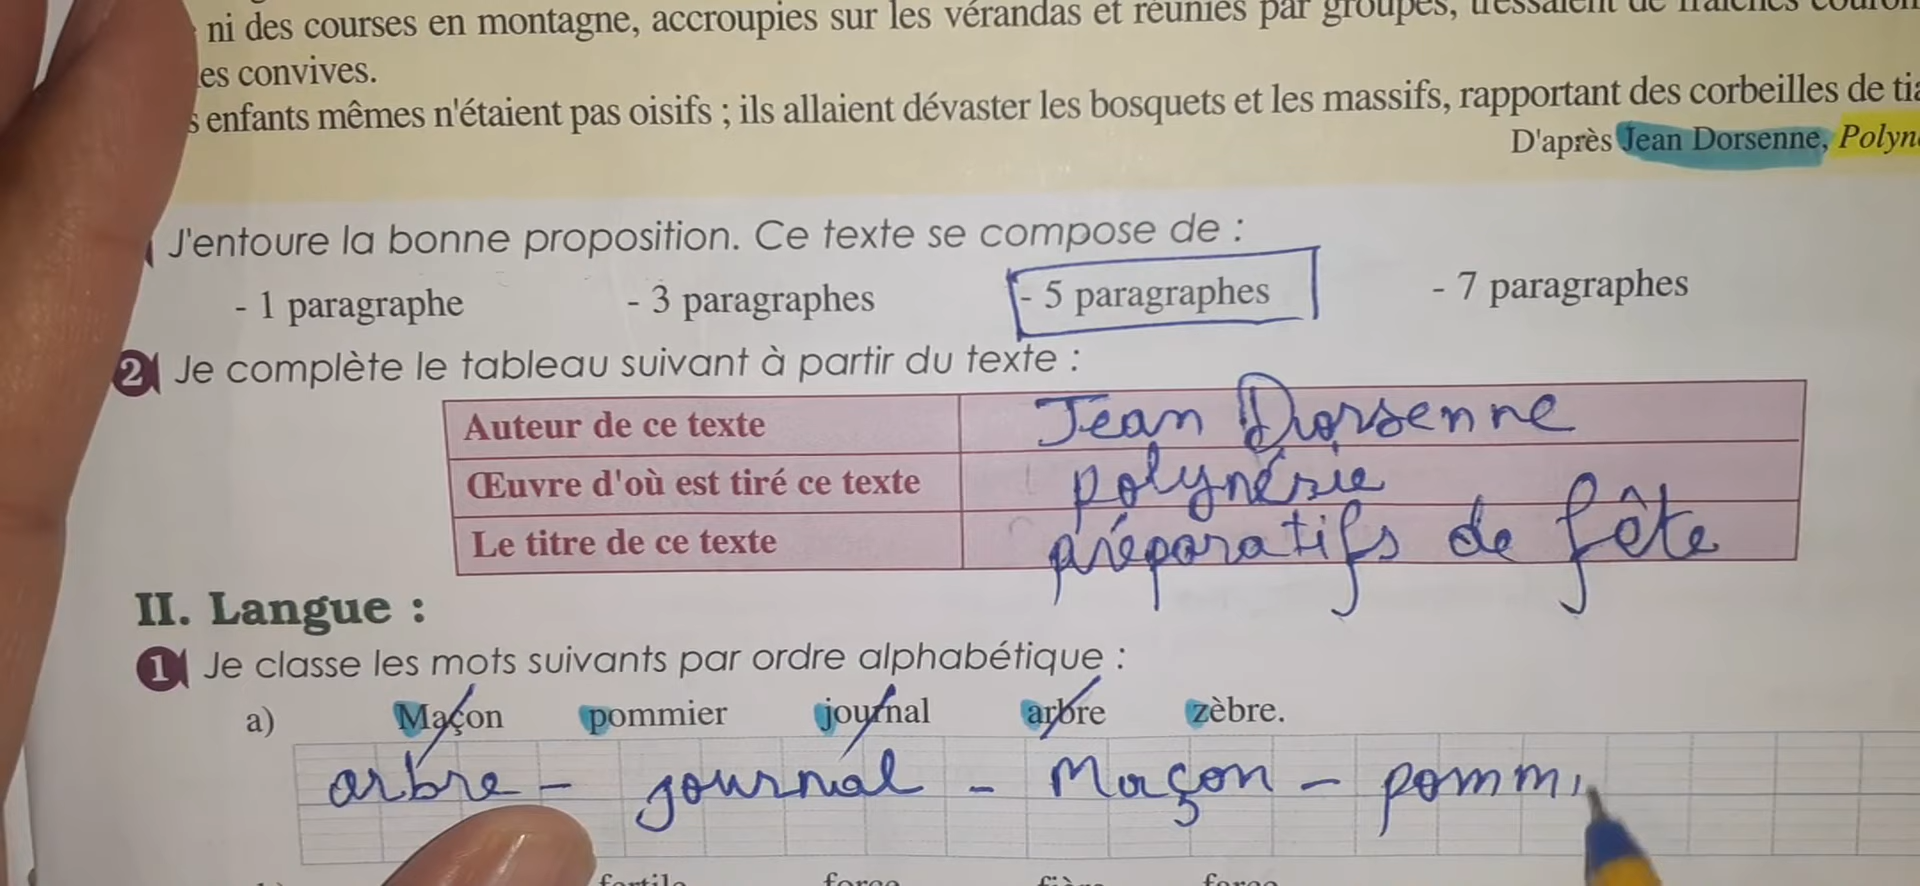 ni des courses en montagne, accroupies sur les vérandas et réunies par groupes, tressaient de fraîches
es convives.
s enfants mêmes n'étaient pas oisifs ; ils allaient dévaster les bosquets et les massifs, rapportant des corbeilles de tia
D'après Jean Dorsenne, Polyn
J'entoure la bonne proposition. Ce texte se compose de :
- 1 paragraphe - 3 paragraphes - 5 paragraphes - 7 paragraphes
2 Je complète le tableau suivant à partir du texte :
Auteur de ce texte Jean Dorsenne
Œuvre d'où est tiré ce texte polynésie
Le titre de ce texte préparatifs de fête
II. Langue :
1 Je classe les mots suivants par ordre alphabétique :
a) Maçon pommier journal arbre zèbre.
arbre - journal - Maçon - pommi